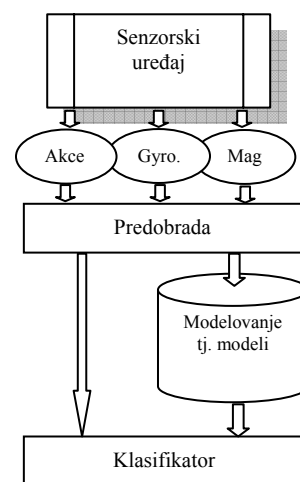 Senzorski
uređaj
Akce Gyro. Mag
Predobrada
Modelovanje
tj. modeli
Klasifikator